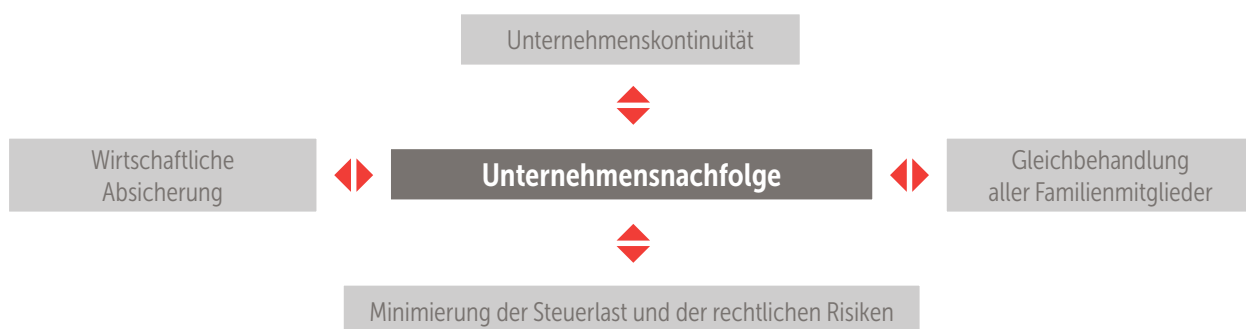 Unternehmenskontinuität
Wirtschaftliche
Absicherung
Unternehmensnachfolge
Gleichbehandlung
aller Familienmitglieder
Minimierung der Steuerlast und der rechtlichen Risiken